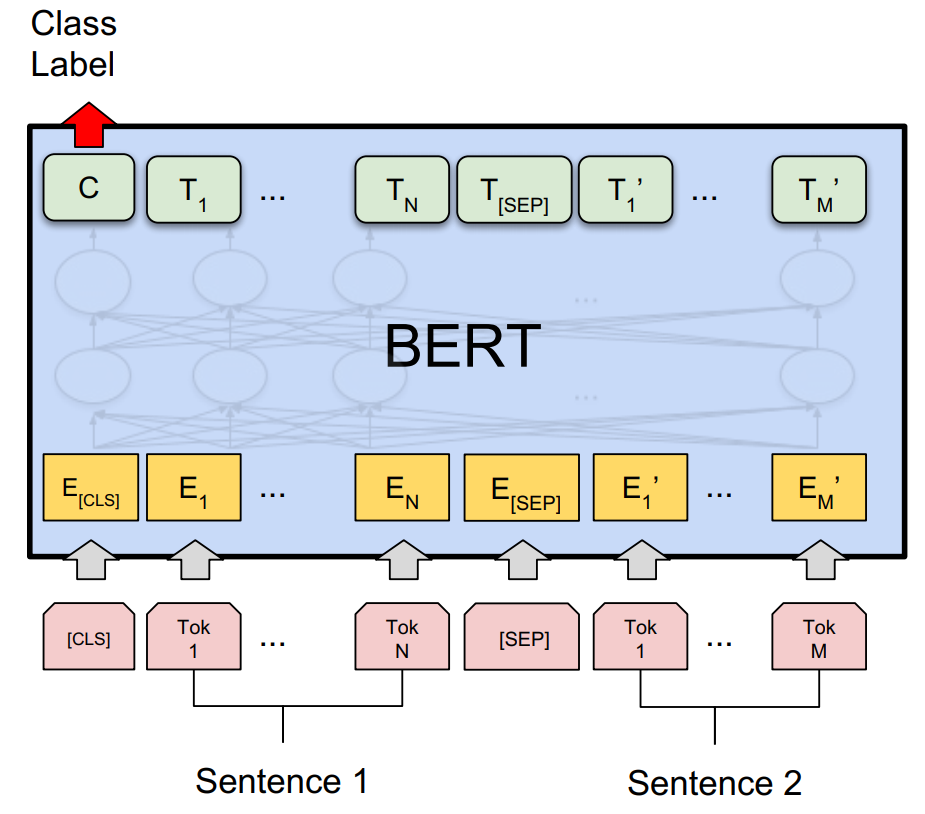 Class
Label
C T1 ... TN T[SEP] T1’ ... TM’
...
BERT
...
E[CLS] E1 ... EN E[SEP] E1’ ... EM’
[CLS] Tok 1 ... Tok N [SEP] Tok 1 ... Tok M
Sentence 1 Sentence 2